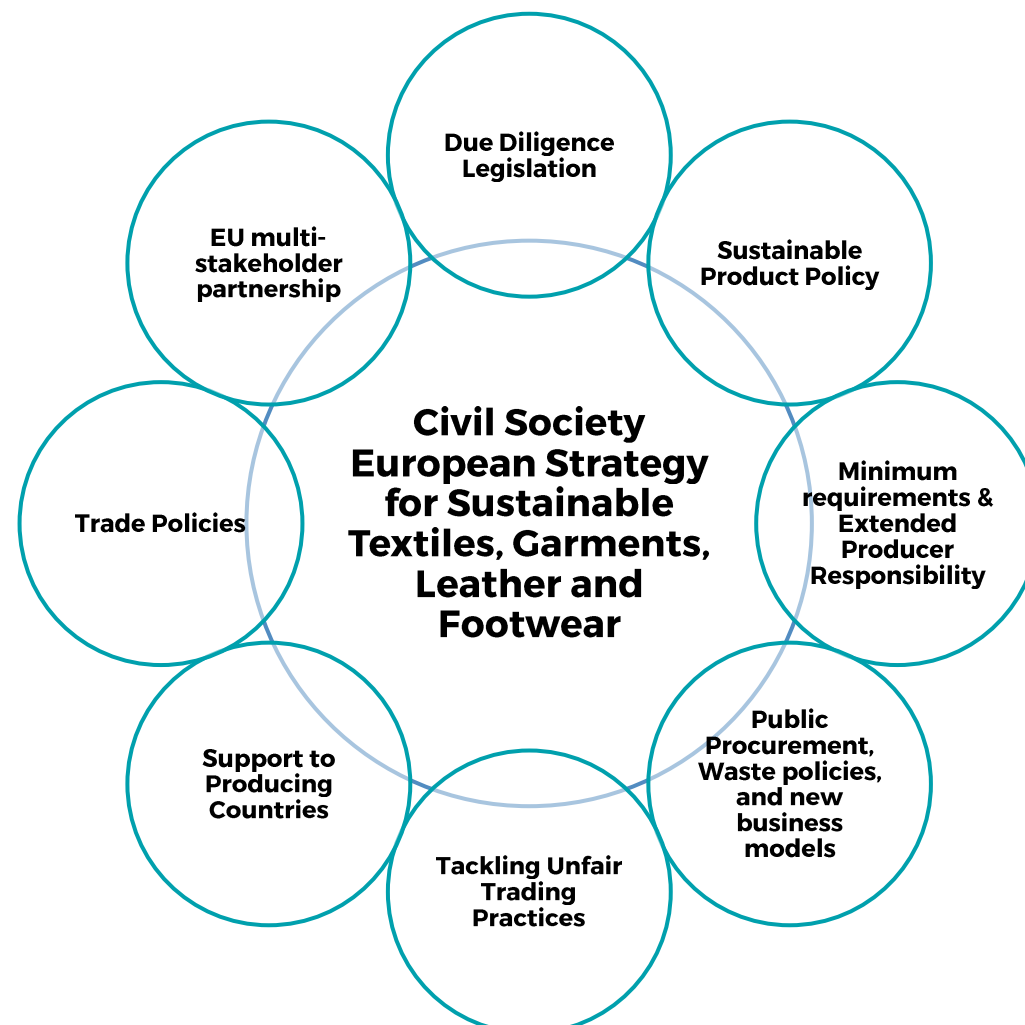 Due Diligence
Legislation
EU multi-
stakeholder
partnership
Sustainable
Product Policy
Civil Society
European Strategy
for Sustainable
Textiles, Garments,
Leather and
Footwear
Trade Policies
Minimum
requirements &
Extended
Producer
Responsibility
Support to
Producing
Countries
Public
Procurement,
Waste policies,
and new
business
models
Tackling Unfair
Trading
Practices